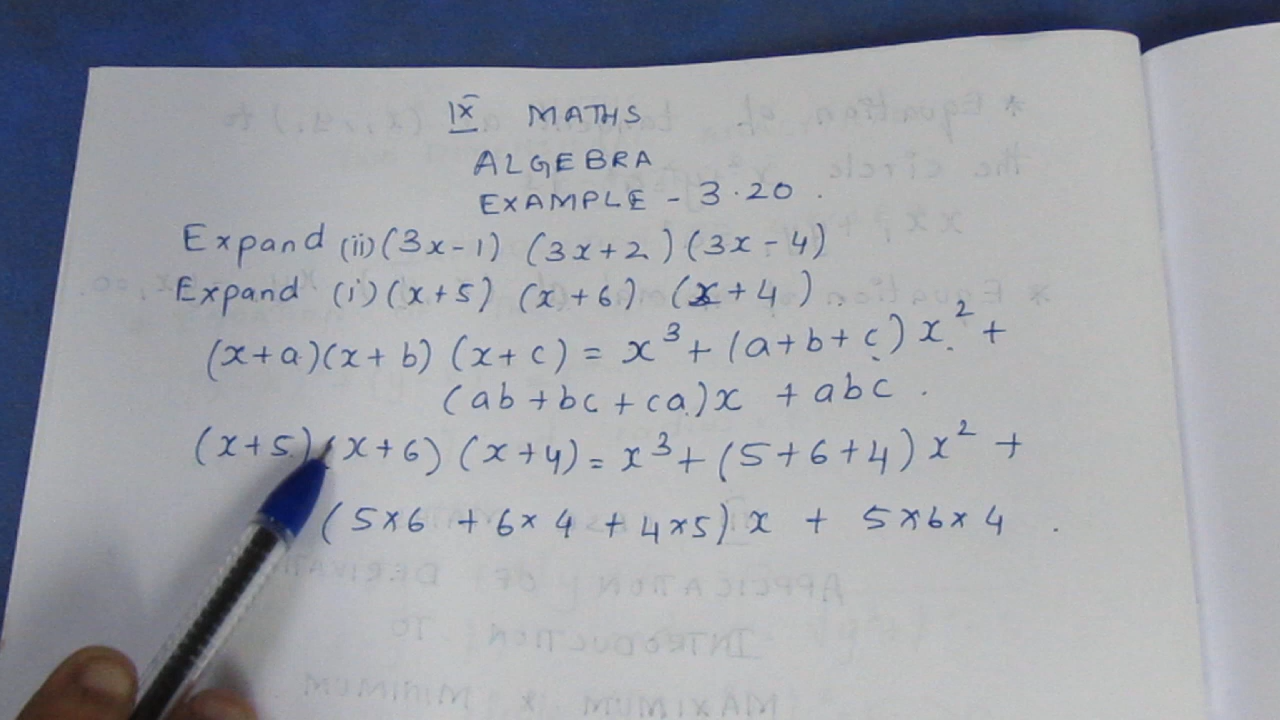 IX MATHS
ALGEBRA
EXAMPLE - 3.20.
Expand (ii) (3x-1) (3x+2) (3x-4)
Expand (i) (x+5) (x+6) (x+4).
(x+a)(x+b) (x+c) = x³ + (a+b+c) x² +
(ab+bc+ca)x + abc.
(x+5)(x+6) (x+4) = x³ + (5+6+4) x² +
(5×6 + 6×4 + 4×5) x + 5×6×4.